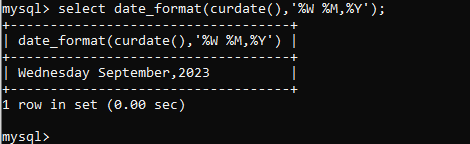 mysql> select date_format(curdate(),'%W %M,%Y');
+-----------------------------------+
| date_format(curdate(),'%W %M,%Y') |
+-----------------------------------+
| Wednesday September,2023          |
+-----------------------------------+
1 row in set (0.00 sec)
mysql>